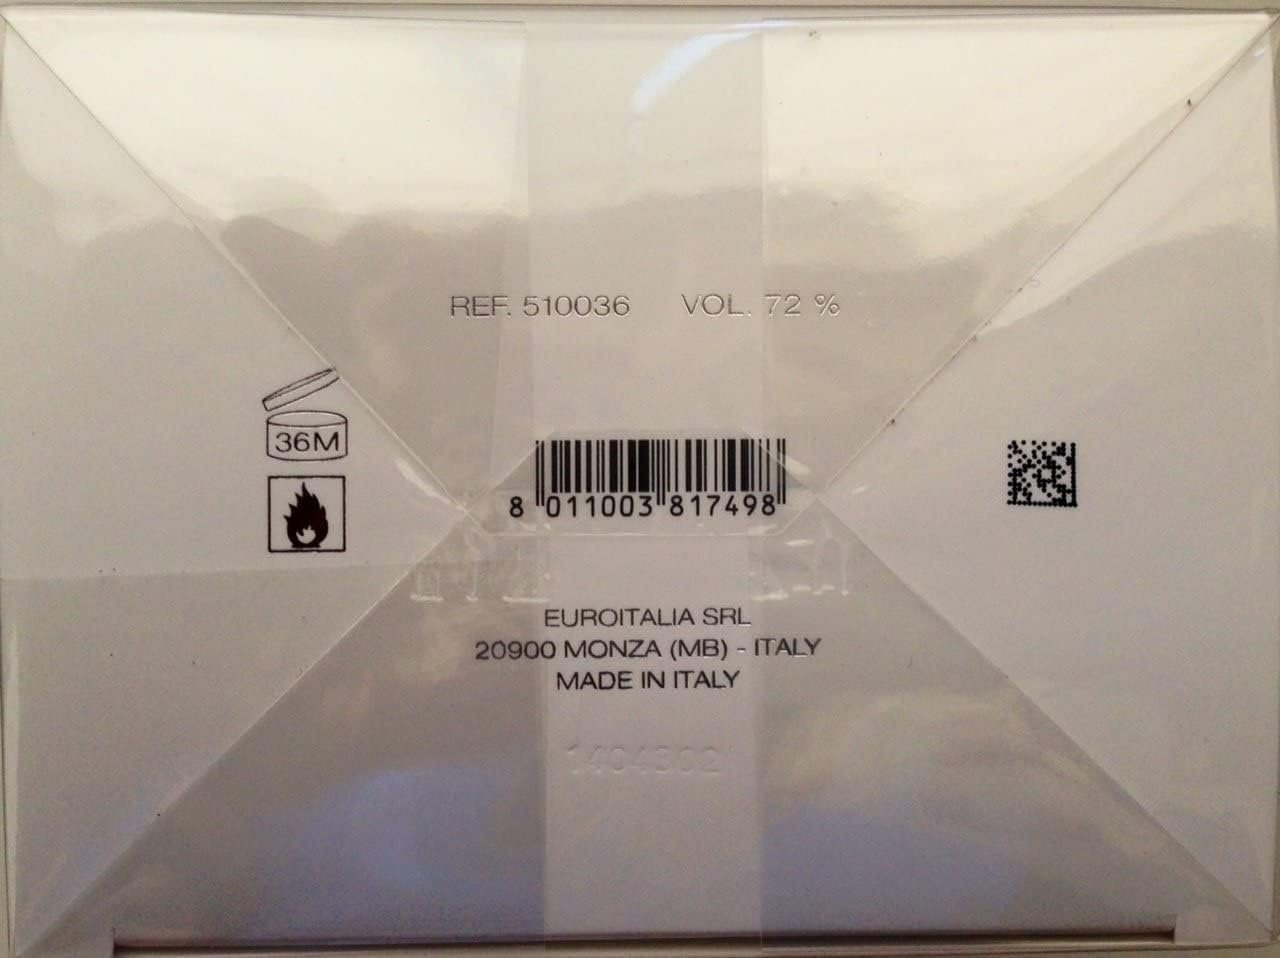 REF. 510036 VOL. 72 %
36M
8 011003 817498
EUROITALIA SRL
20900 MONZA (MB) - ITALY
MADE IN ITALY
1404302